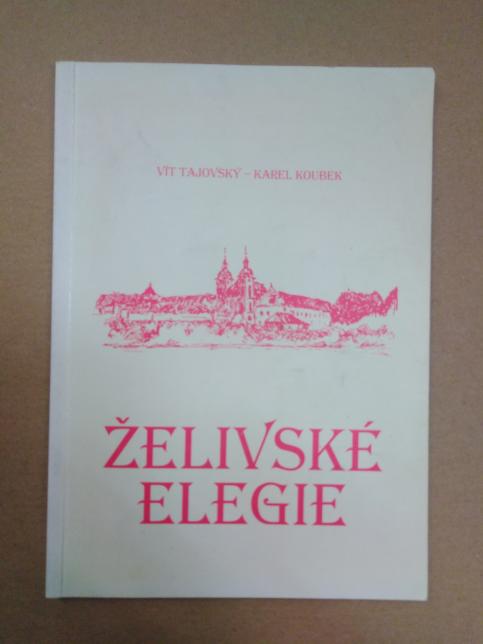 VÍT TAJOVSKÝ – KAREL KOUBEK
ŽELIVSKÉ
ELEGIE